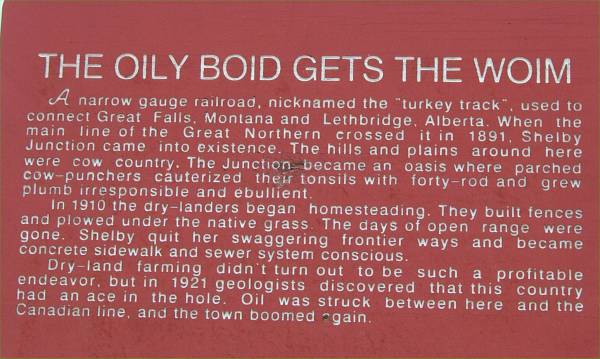 THE OILY BOID GETS THE WOIM
A narrow gauge railroad, nicknamed the "turkey track", used to
connect Great Falls, Montana and Lethbridge, Alberta. When the
main line of the Great Northern crossed it in 1891, Shelby
Junction came into existence. The hills and plains around here
were cow country. The Junction became an oasis where parched
cow-punchers cauterized their tonsils with forty-rod and grew
plumb irresponsible and ebullient.
In 1910 the dry-landers began homesteading. They built fences
and plowed under the native grass. The days of open range were
gone. Shelby quit her swaggering frontier ways and became
concrete sidewalk and sewer system conscious.
Dry-land farming didn't turn out to be such a profitable
endeavor, but in 1921 geologists discovered that this country
had an ace in the hole. Oil was struck between here and the
Canadian line, and the town boomed again.